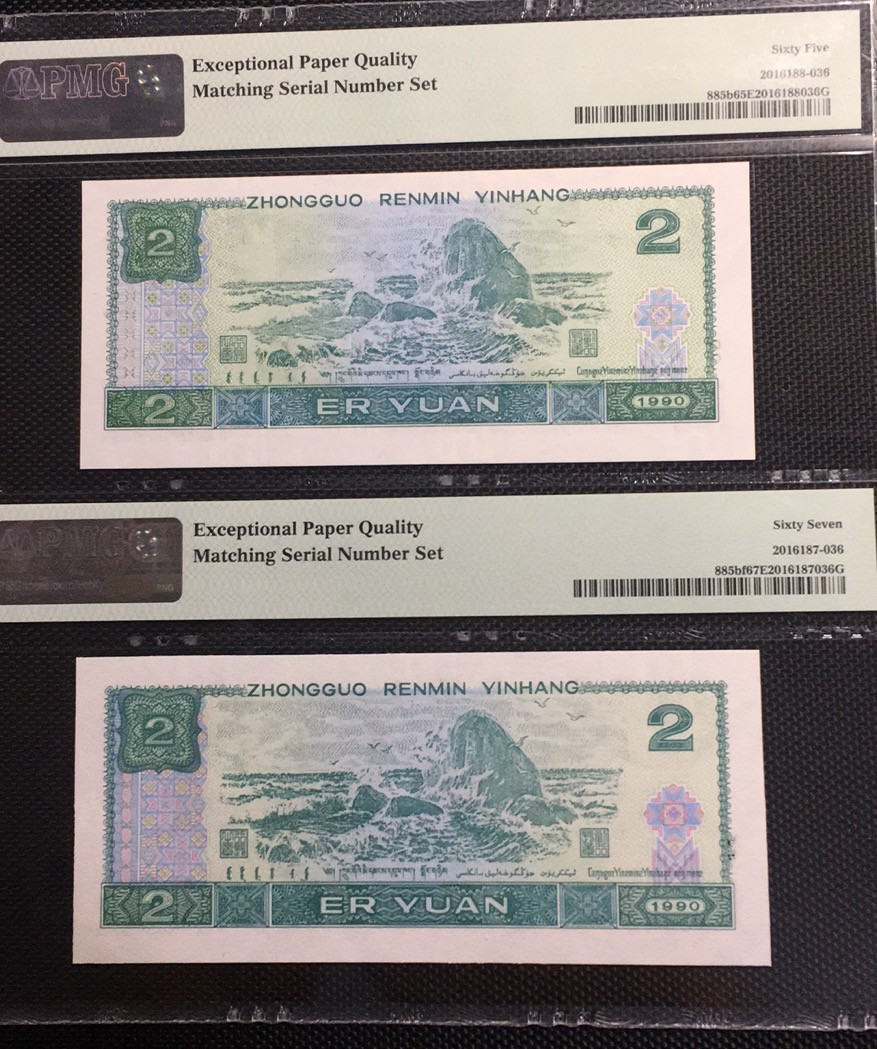 PMG
Exceptional Paper Quality
Matching Serial Number Set
Sixty Five
2016188-036
885b65E2016188036G
ZHONGGUO RENMIN YINHANG
2
2
2
ER YUAN
1990
PMG
Exceptional Paper Quality
Matching Serial Number Set
Sixty Seven
2016187-036
885bf67E2016187036G
ZHONGGUO RENMIN YINHANG
2
2
2
ER YUAN
1990